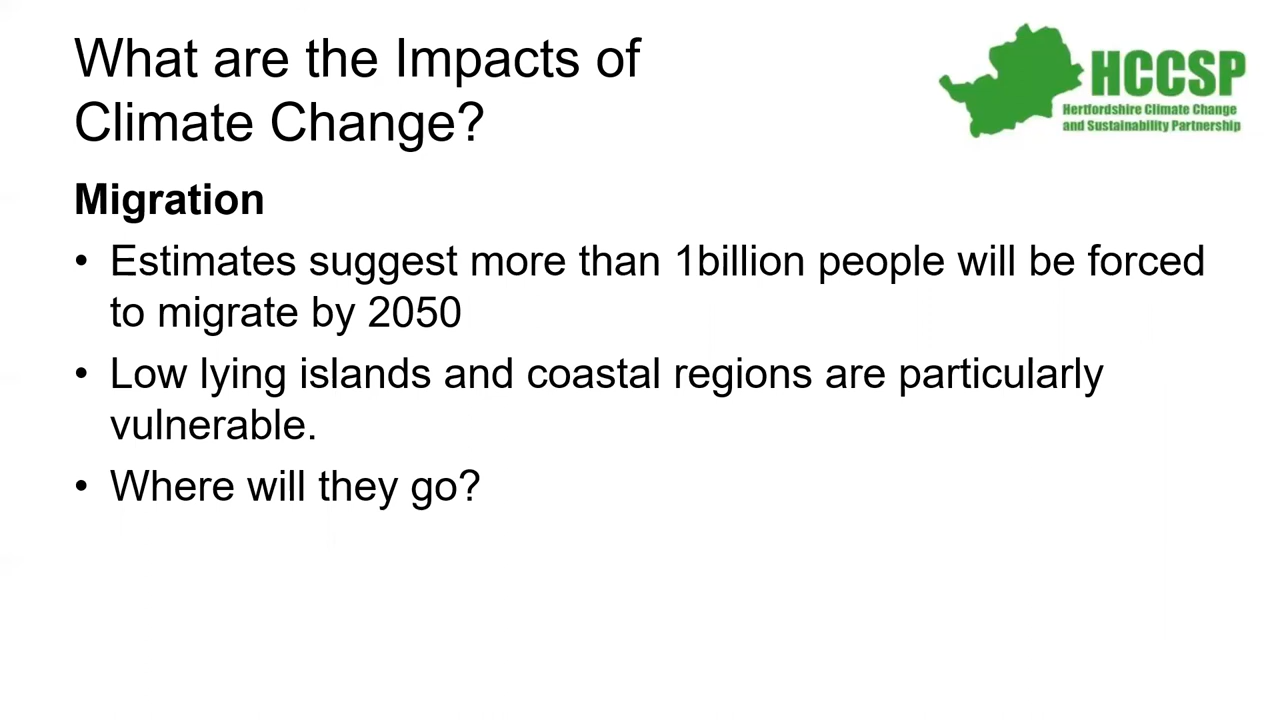 What are the Impacts of
Climate Change?
HCCSP
Hertfordshire Climate Change
and Sustainability Partnership
Migration
• Estimates suggest more than 1billion people will be forced
to migrate by 2050
• Low lying islands and coastal regions are particularly
vulnerable.
• Where will they go?